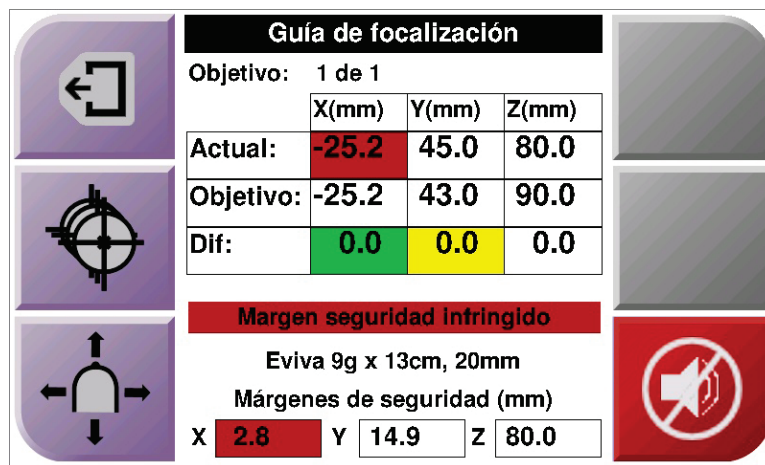 Guía de focalización
Objetivo: 1 de 1
X(mm) Y(mm) Z(mm)
Actual: -25.2 45.0 80.0
Objetivo: -25.2 43.0 90.0
Dif: 0.0 0.0 0.0
Margen seguridad infringido
Eviva 9g x 13cm, 20mm
Márgenes de seguridad (mm)
X 2.8 Y 14.9 Z 80.0